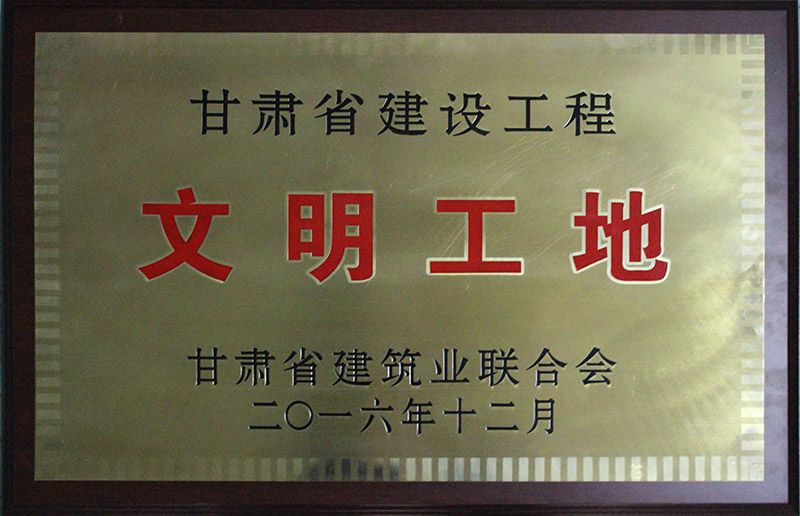 甘肃省建设工程
文明工地
甘肃省建筑业联合会
二〇一六年十二月